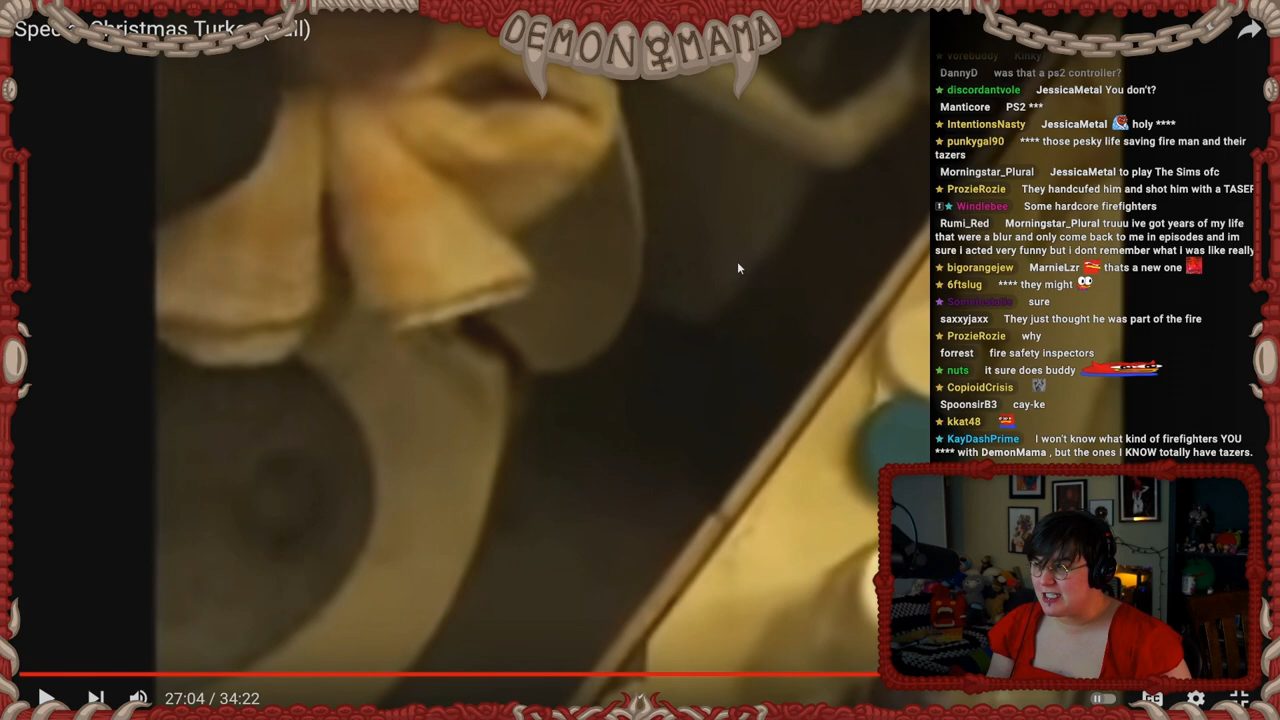 DEMON MAMA
Christmas Turk
vorebuddy Kinky
DannyD was that a ps2 controller?
discordantvole JessicaMetal You don't?
Manticore PS2 ***
IntentionsNasty JessicaMetal holy ****
punkygal90 **** those pesky life saving fire man and their
tazers
Morningstar_Plural JessicaMetal to play The Sims ofc
ProzieRozie They handcufed him and shot him with a TASER
Windlebee Some hardcore firefighters
Rumi_Red Morningstar_Plural truuu ive got years of my life
that were a blur and only come back to me in episodes and im
sure i acted very funny but i dont remember what i was like really
bigorangejew MarnieLzr thats a new one
6ftslug **** they might
sure
saxxyjaxx They just thought he was part of the fire
ProzieRozie why
forrest fire safety inspectors
nuts it sure does buddy
CopioidCrisis
SpoonsirB3 cay-ke
kkat48
KayDashPrime I won't know what kind of firefighters YOU
**** with DemonMama , but the ones I KNOW totally have tazers.
27:04 / 34:22
CC